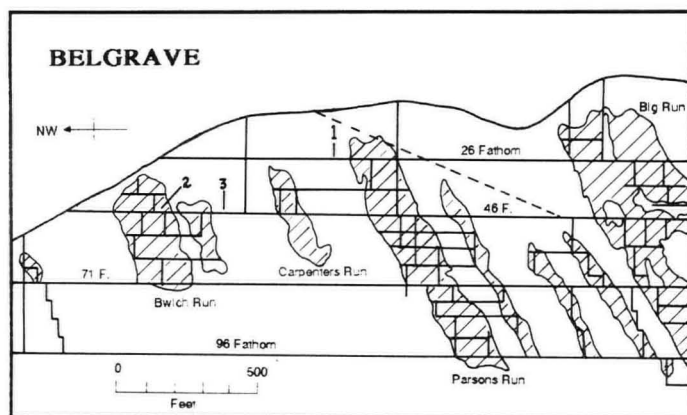 BELGRAVE
NW
Big Run
1
26 Fathom
2
3
46 F.
71 F.
Carpenters Run
Bwlch Run
96 Fathom
0 500
Feet
Parsons Run